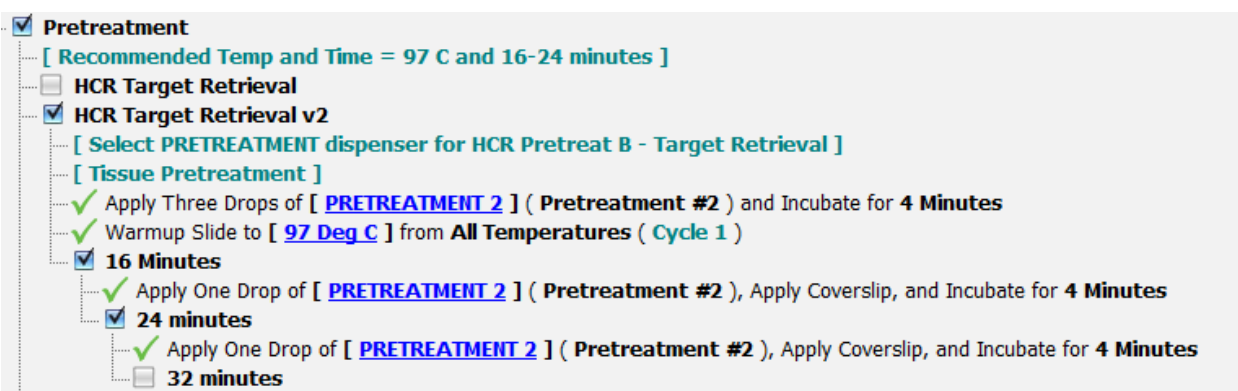 Pretreatment
[ Recommended Temp and Time = 97 C and 16-24 minutes ]
HCR Target Retrieval
HCR Target Retrieval v2
[ Select PRETREATMENT dispenser for HCR Pretreat B - Target Retrieval ]
[ Tissue Pretreatment ]
Apply Three Drops of [ PRETREATMENT 2 ] ( Pretreatment #2 ) and Incubate for 4 Minutes
Warmup Slide to [ 97 Deg C ] from All Temperatures ( Cycle 1 )
16 Minutes
Apply One Drop of [ PRETREATMENT 2 ] ( Pretreatment #2 ), Apply Coverslip, and Incubate for 4 Minutes
24 minutes
Apply One Drop of [ PRETREATMENT 2 ] ( Pretreatment #2 ), Apply Coverslip, and Incubate for 4 Minutes
32 minutes